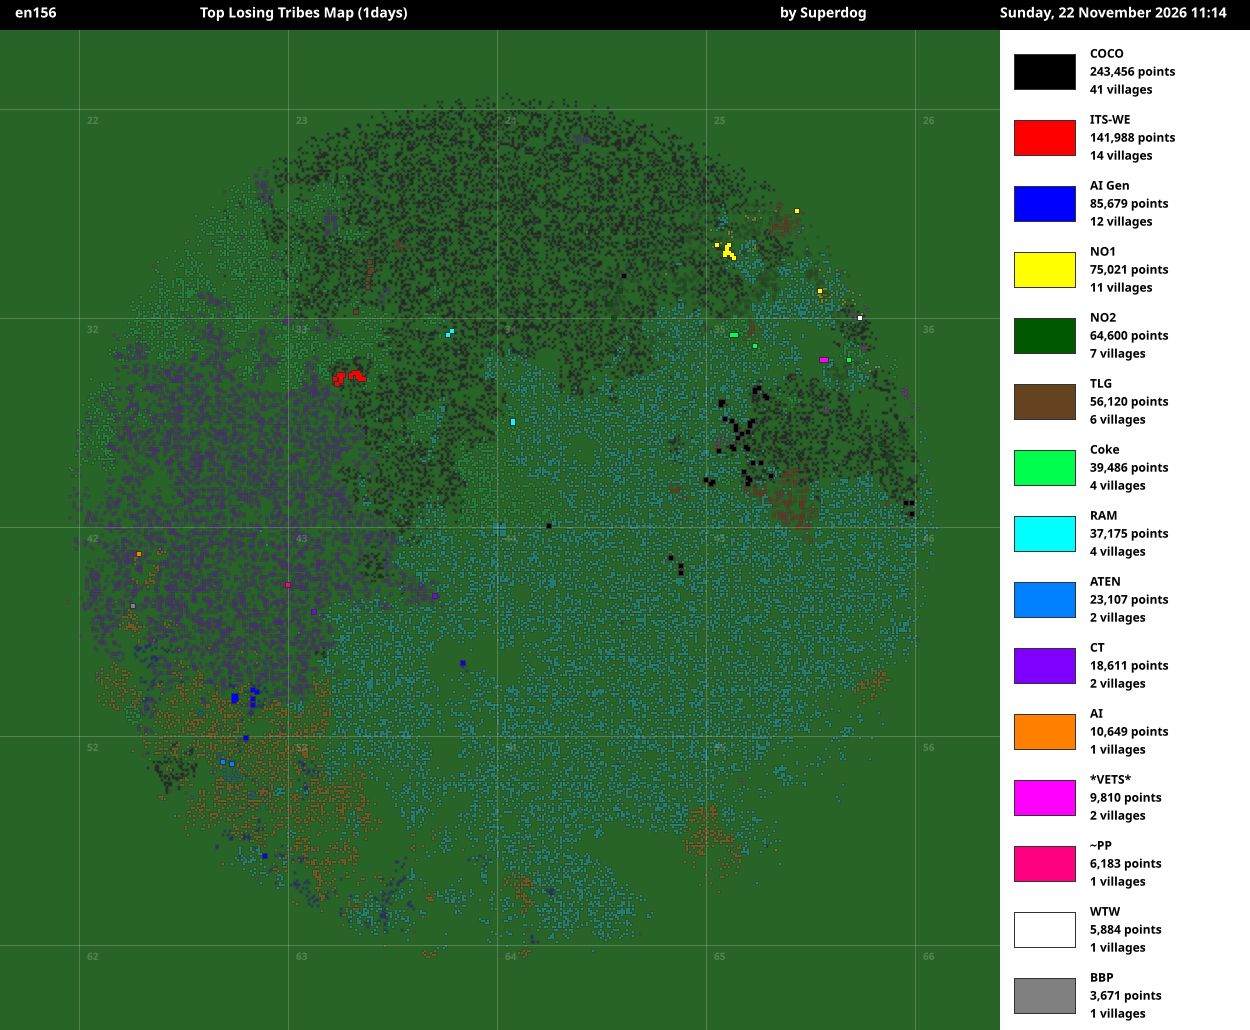 en156 Top Losing Tribes Map (1days) by Superdog Sunday, 22 November 2026 11:14
COCO
243,456 points
41 villages
ITS-WE
141,988 points
14 villages
AI Gen
85,679 points
12 villages
NO1
75,021 points
11 villages
NO2
64,600 points
7 villages
TLG
56,120 points
6 villages
Coke
39,486 points
4 villages
RAM
37,175 points
4 villages
ATEN
23,107 points
2 villages
CT
18,611 points
2 villages
AI
10,649 points
1 villages
*VETS*
9,810 points
2 villages
~PP
6,183 points
1 villages
WTW
5,884 points
1 villages
BBP
3,671 points
1 villages
22 23 24 25 26
32 33 34 35 36
42 43 44 45 46
52 53 54 55 56
62 63 64 65 66